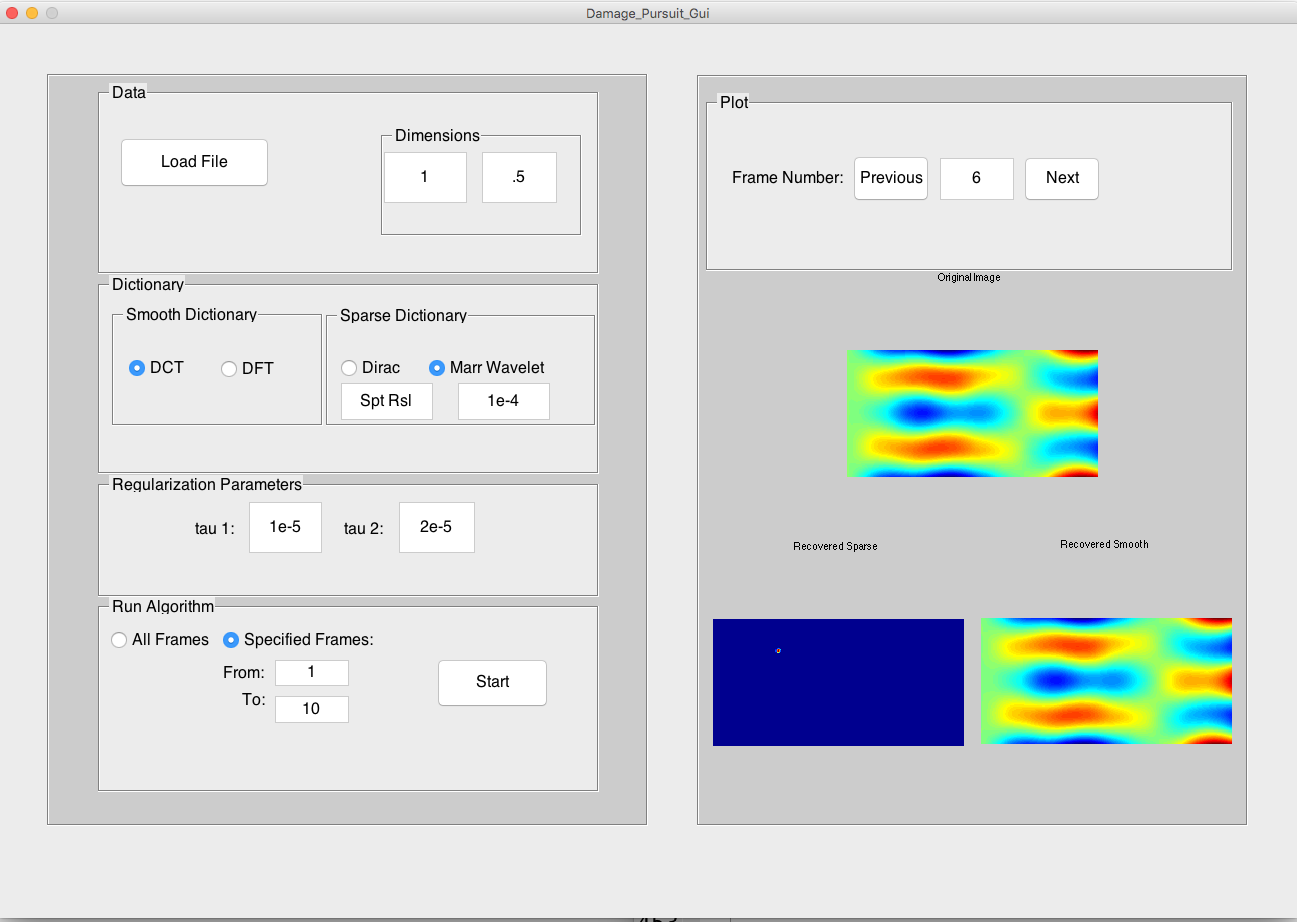 Damage_Pursuit_Gui
Data
Load File
Dimensions
1 .5
Dictionary
Smooth Dictionary
DCT DFT
Sparse Dictionary
Dirac Marr Wavelet
Spt Rsl 1e-4
Regularization Parameters
tau 1: 1e-5 tau 2: 2e-5
Run Algorithm
All Frames Specified Frames:
From: 1
To: 10
Start
Plot
Frame Number: Previous 6 Next
Original Image
Recovered Sparse
Recovered Smooth